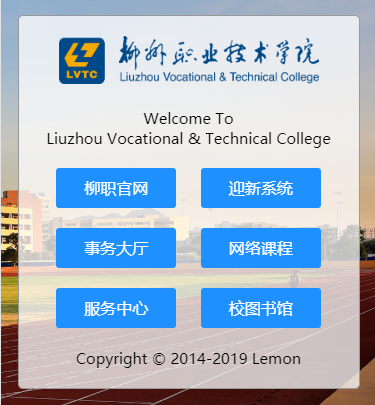 柳州职业技术学院
LVTC
Liuzhou Vocational & Technical College
Welcome To
Liuzhou Vocational & Technical College
柳职官网 迎新系统
事务大厅 网络课程
服务中心 校图书馆
Copyright © 2014-2019 Lemon